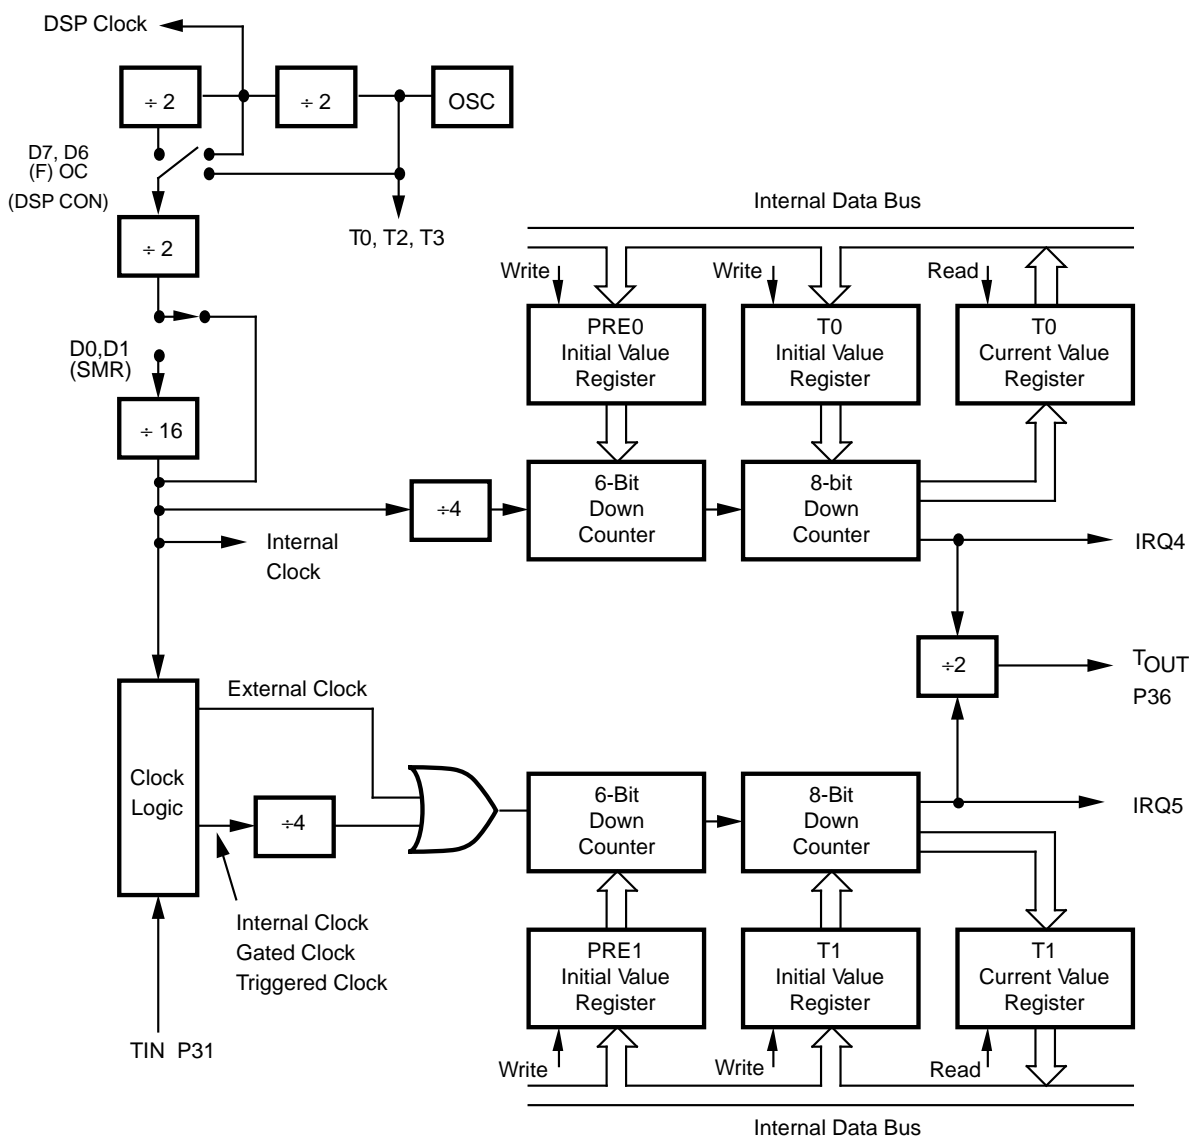 DSP Clock
÷ 2
÷ 2
OSC
D7, D6
(F) OC
(DSP CON)
÷ 2
T0, T2, T3
D0,D1
(SMR)
÷ 16
Internal Data Bus
Write
Write
Read
PRE0
Initial Value
Register
T0
Initial Value
Register
T0
Current Value
Register
÷4
6-Bit
Down
Counter
8-bit
Down
Counter
Internal
Clock
IRQ4
÷2
TOUT
P36
External Clock
Clock
Logic
÷4
6-Bit
Down
Counter
8-Bit
Down
Counter
IRQ5
Internal Clock
Gated Clock
Triggered Clock
PRE1
Initial Value
Register
T1
Initial Value
Register
T1
Current Value
Register
TIN P31
Write
Write
Read
Internal Data Bus